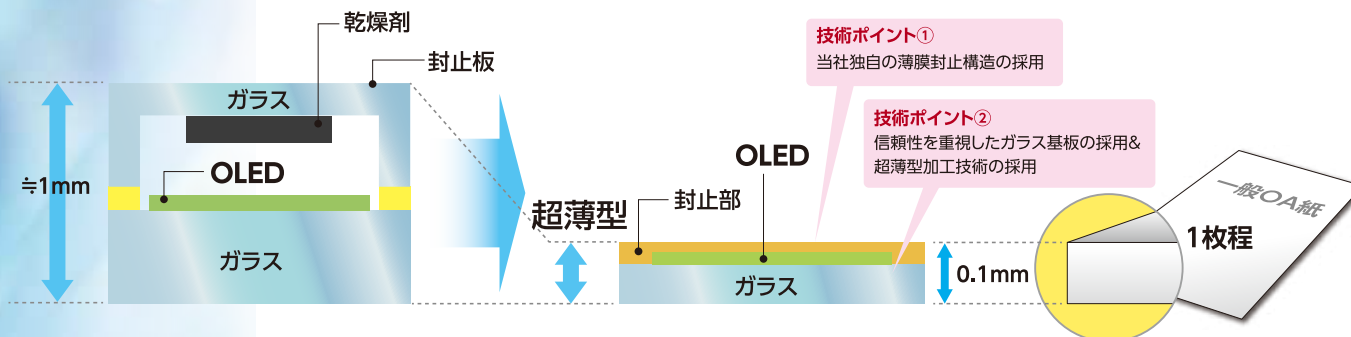 乾燥剤
封止板
ガラス
OLED
≒1mm
ガラス
超薄型
技術ポイント①
当社独自の薄膜封止構造の採用
技術ポイント②
信頼性を重視したガラス基板の採用&
超薄型加工技術の採用
OLED
封止部
ガラス
0.1mm
一般OA紙
1枚程